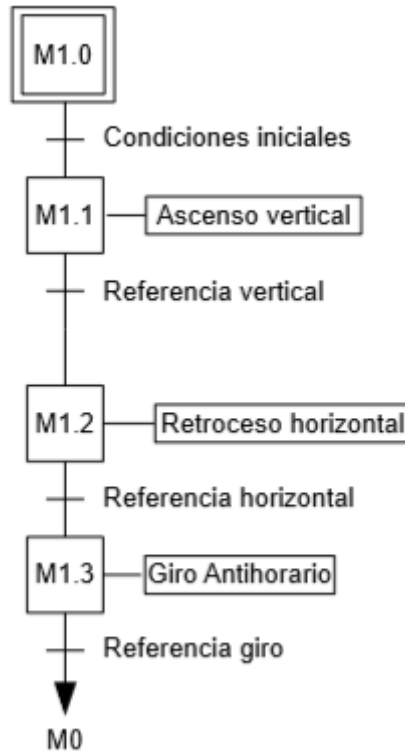 M1.0
Condiciones iniciales
M1.1
Ascenso vertical
Referencia vertical
M1.2
Retroceso horizontal
Referencia horizontal
M1.3
Giro Antihorario
Referencia giro
M0